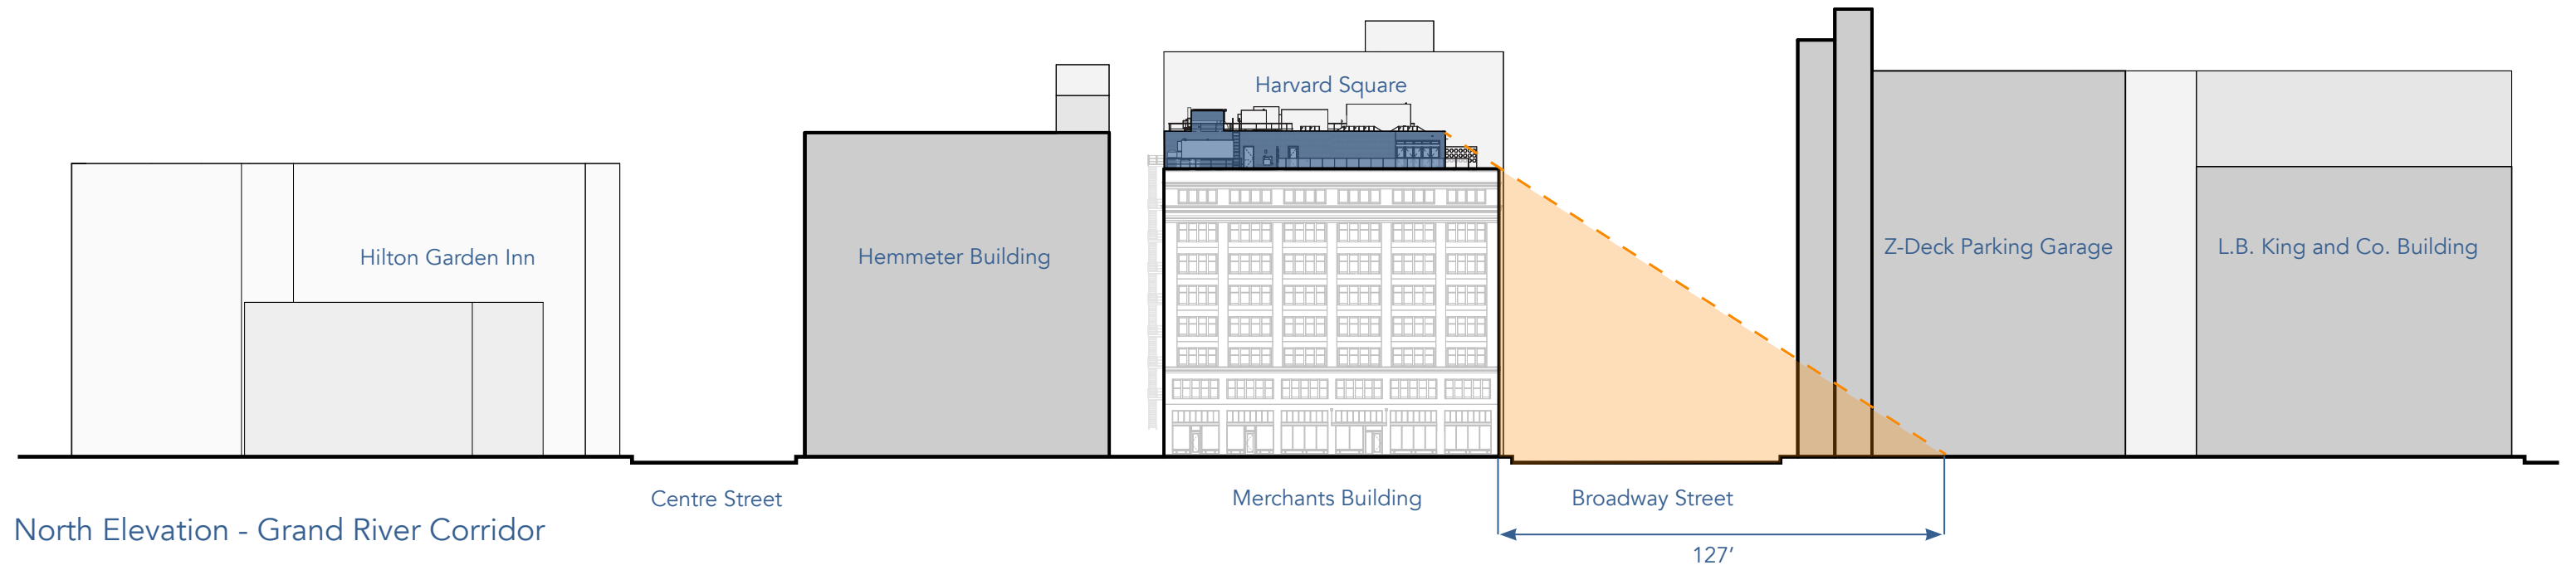 Harvard Square
Hilton Garden Inn
Hemmeter Building
Z-Deck Parking Garage
L.B. King and Co. Building
Centre Street
Merchants Building
Broadway Street
North Elevation - Grand River Corridor
127’